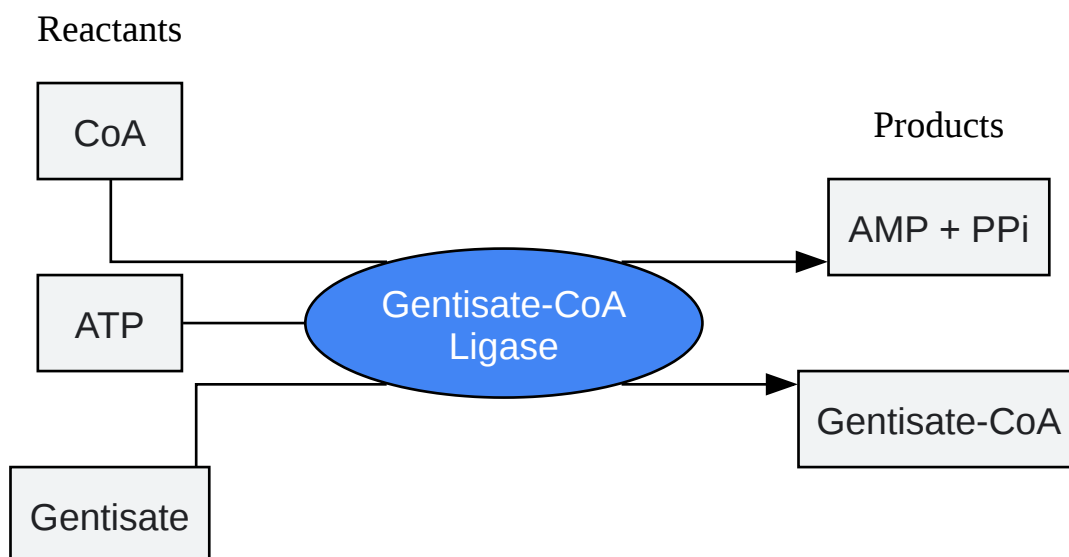 Reactants
CoA
Products
AMP + PPi
ATP
Gentisate-CoA
Ligase
Gentisate-CoA
Gentisate